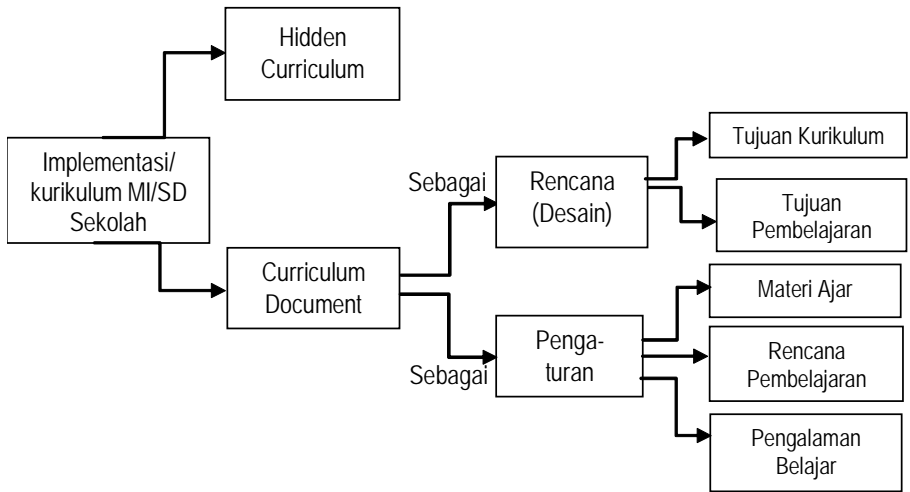 Hidden
Curriculum
Implementasi/
kurikulum MI/SD
Sekolah
Curriculum
Document
Sebagai
Rencana
(Desain)
Tujuan Kurikulum
Tujuan
Pembelajaran
Sebagai
Penga-
turan
Materi Ajar
Rencana
Pembelajaran
Pengalaman
Belajar